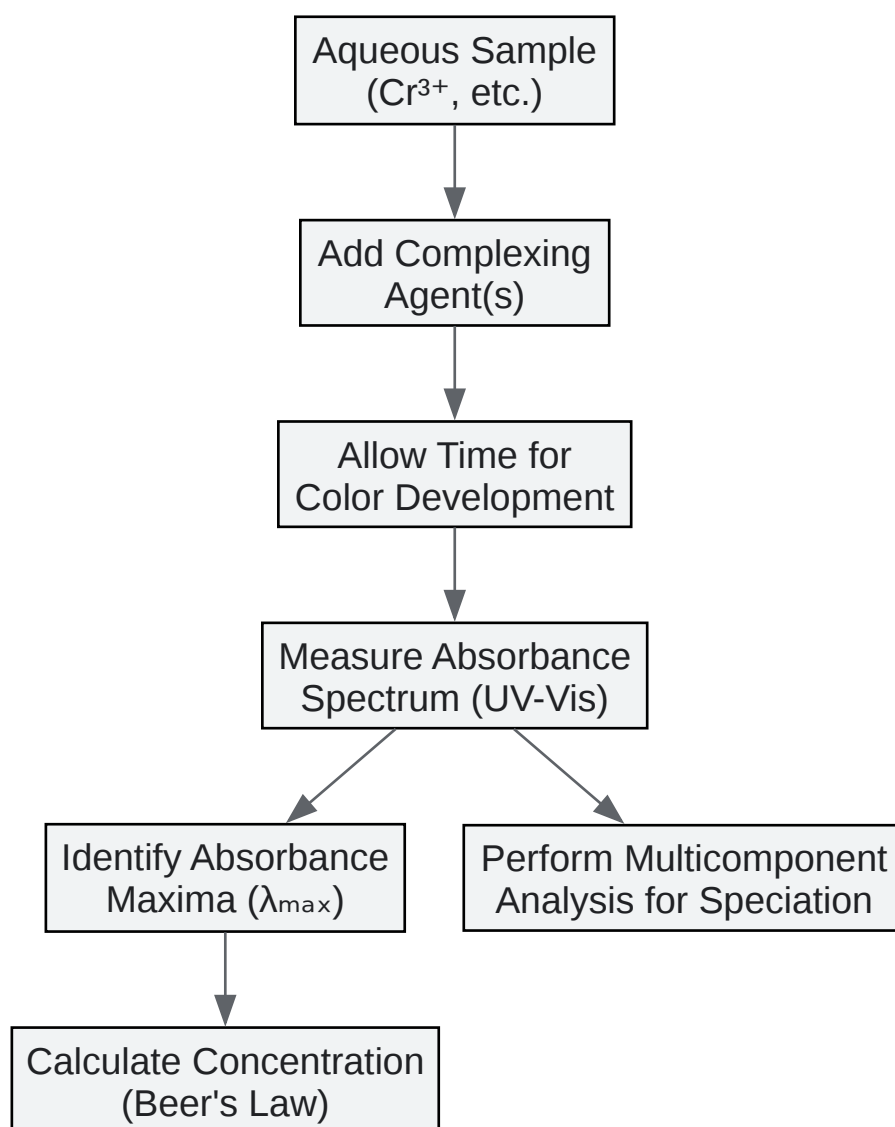 Aqueous Sample
(Cr³⁺, etc.)
Add Complexing
Agent(s)
Allow Time for
Color Development
Measure Absorbance
Spectrum (UV-Vis)
Identify Absorbance
Maxima (λₘₐₓ)
Perform Multicomponent
Analysis for Speciation
Calculate Concentration
(Beer's Law)